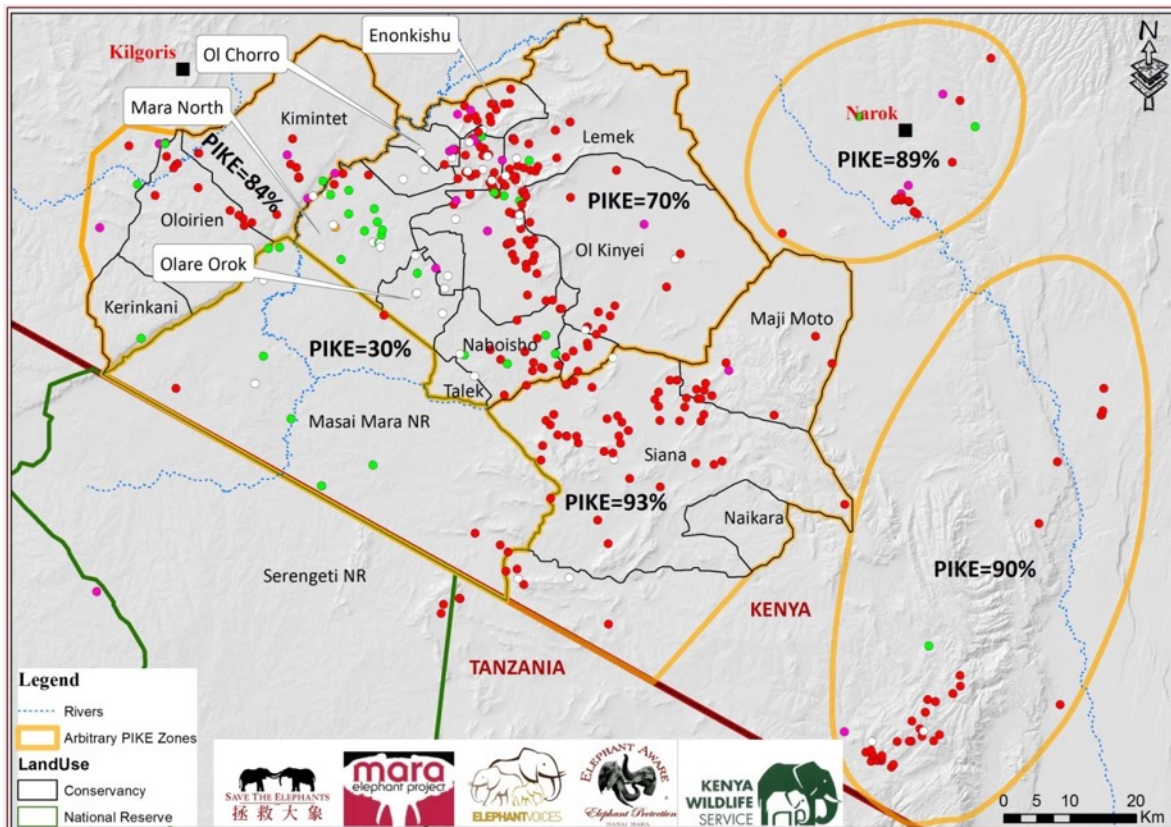 Enonkishu
N
Kilgoris
Ol Chorro
Mara North
Kimintet
Lemek
Narok
PIKE=84%
PIKE=89%
PIKE=70%
Oloirien
Ol Kinyei
Olare Orok
Kerinkani
Maji Moto
PIKE=30%
Naboisho
Talek
Masai Mara NR
Siana
PIKE=93%
Naikara
Serengeti NR
PIKE=90%
KENYA
TANZANIA
Legend
Rivers
Arbitrary PIKE Zones
LandUse
Conservancy
National Reserve
SAVE THE ELEPHANTS
拯救大象
mara
elephant project
ELEPHANTVOICES
ELEPHANT AWARE
Elephant Protection
MASAI MARA
KENYA
WILDLIFE
SERVICE
0 5 10 20
Km